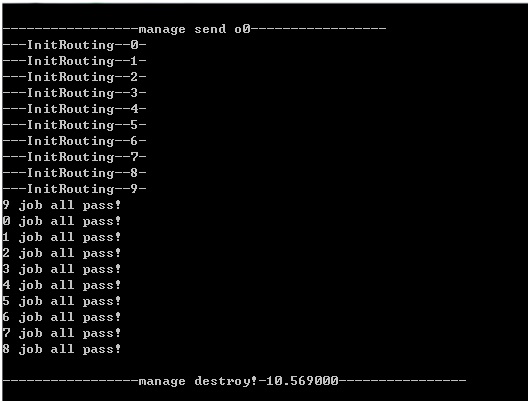 -----------------manage send o0-----------------
---InitRouting--0-
---InitRouting--1-
---InitRouting--2-
---InitRouting--3-
---InitRouting--4-
---InitRouting--5-
---InitRouting--6-
---InitRouting--7-
---InitRouting--8-
---InitRouting--9-
9 job all pass!
0 job all pass!
1 job all pass!
2 job all pass!
3 job all pass!
4 job all pass!
5 job all pass!
6 job all pass!
7 job all pass!
8 job all pass!
-----------------manage destroy!-10.569000----------------